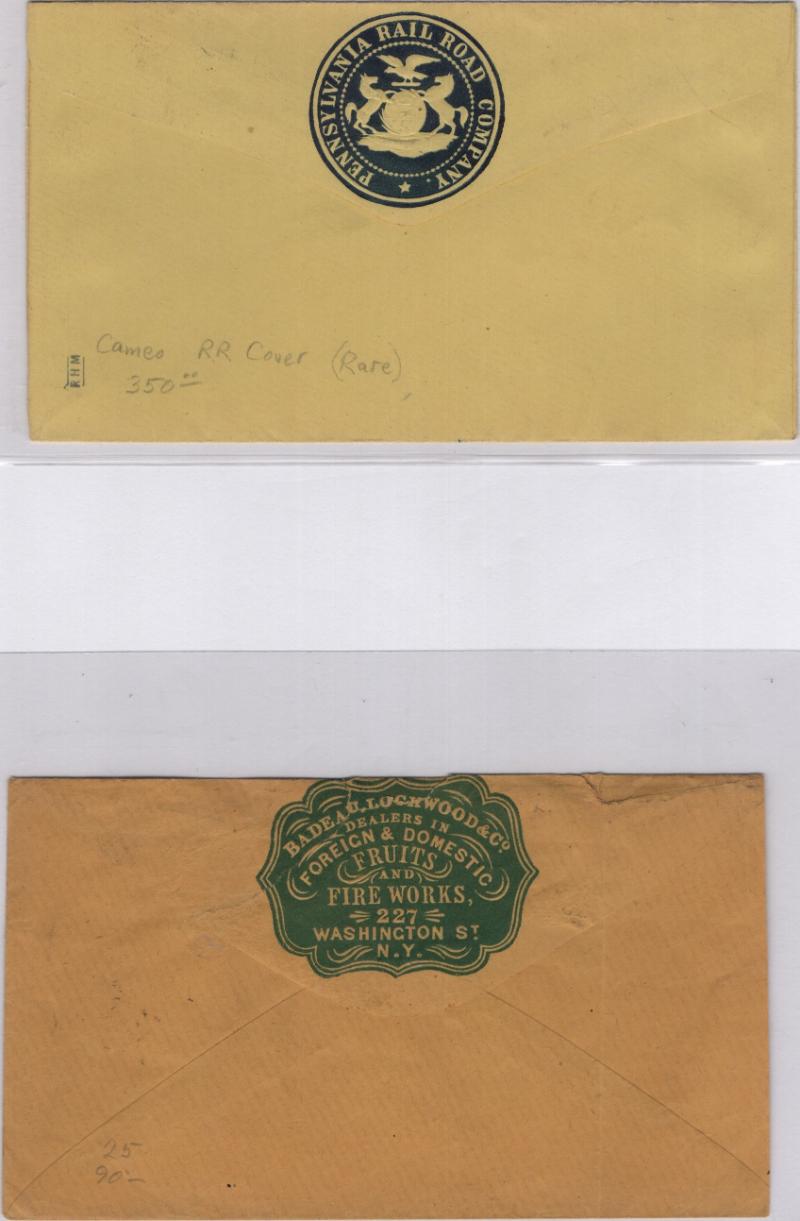 PENNSYLVANIA RAIL ROAD COMPANY.
RHM
Cameo RR Cover (Rare)
350 00
BADEAU, LOCKWOOD & Co.
DEALERS IN
FOREIGN & DOMESTIC
FRUITS
AND
FIRE WORKS,
227
WASHINGTON ST
N.Y.
25
90-